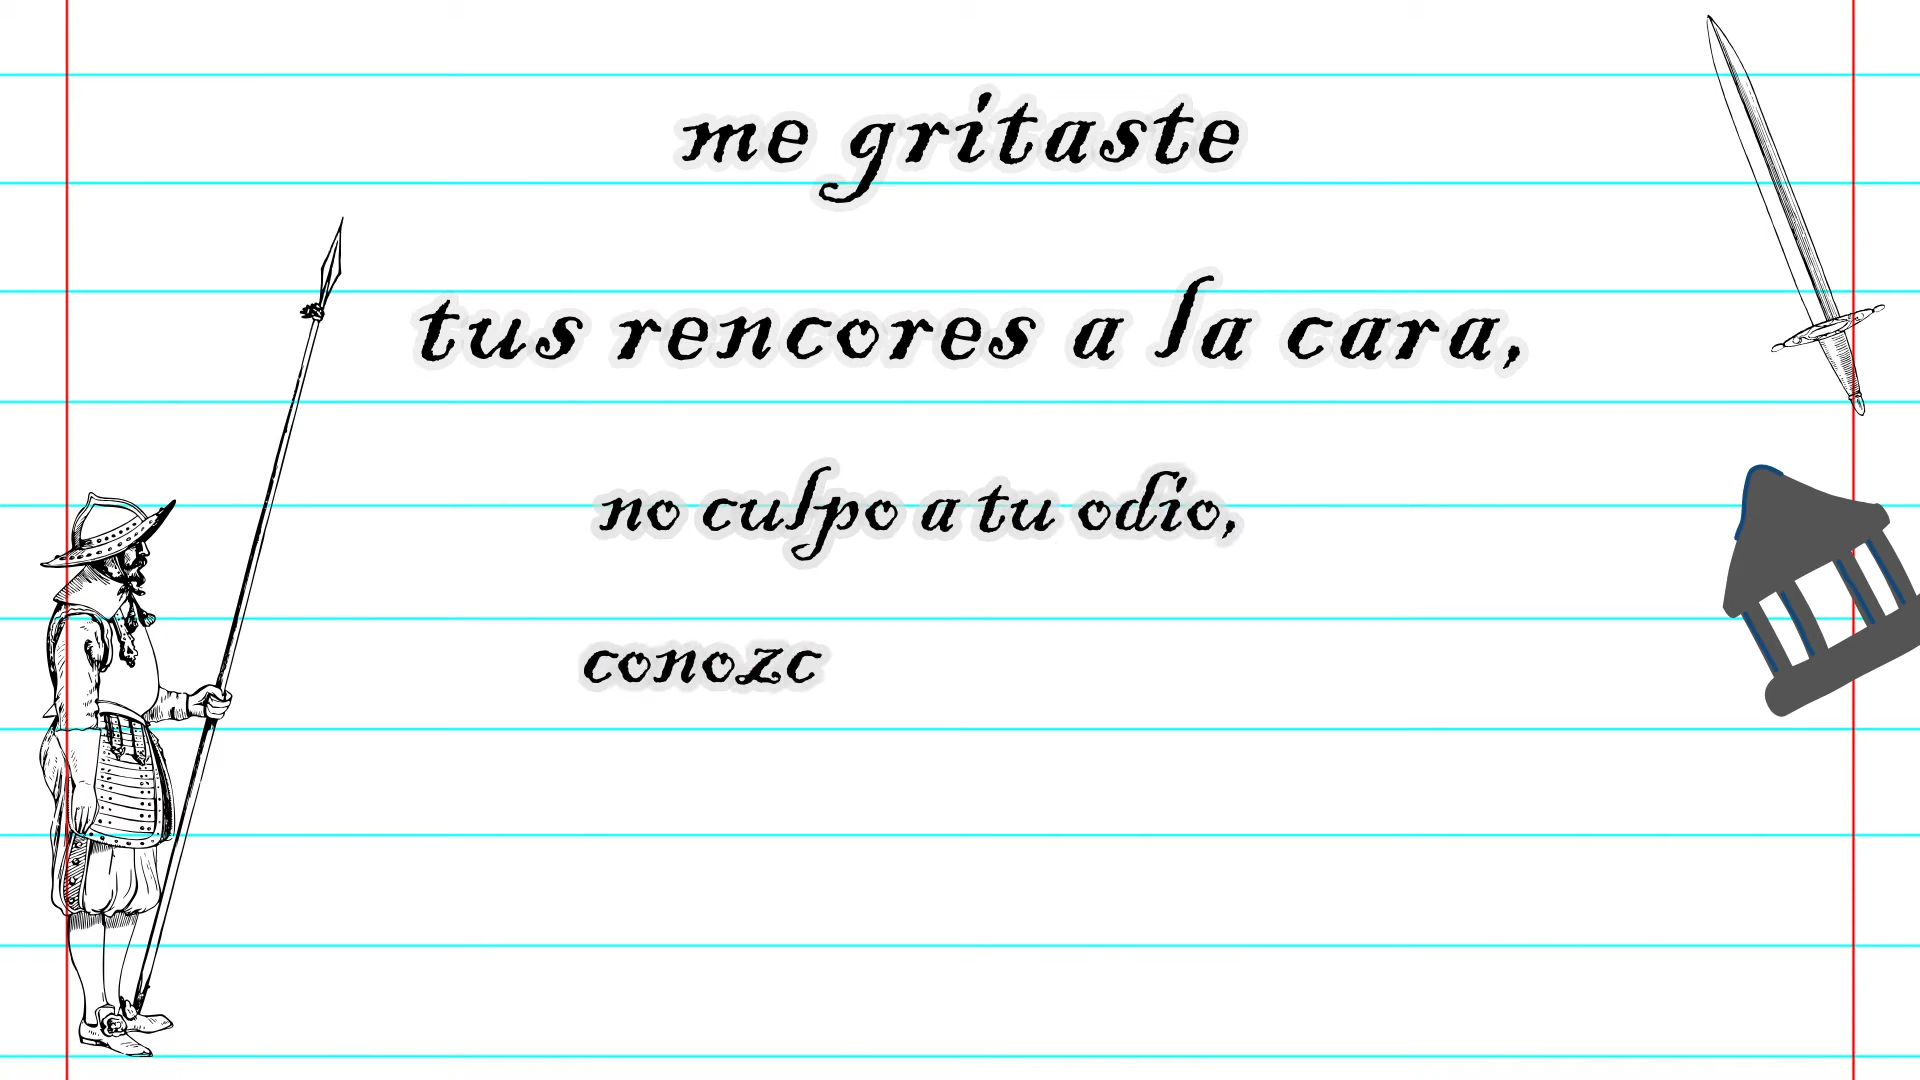 me gritaste
tus rencores a la cara,
no culpo a tu odio,
conozc